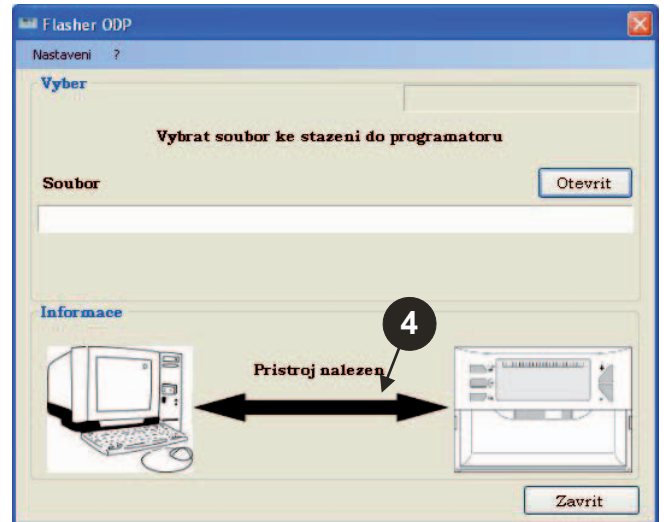 Flasher ODP
Nastaveni ?
Vyber
Vybrat soubor ke stazeni do programatoru
Soubor
Otevrit
Informace
4
Pristroj nalezen
Zavrit